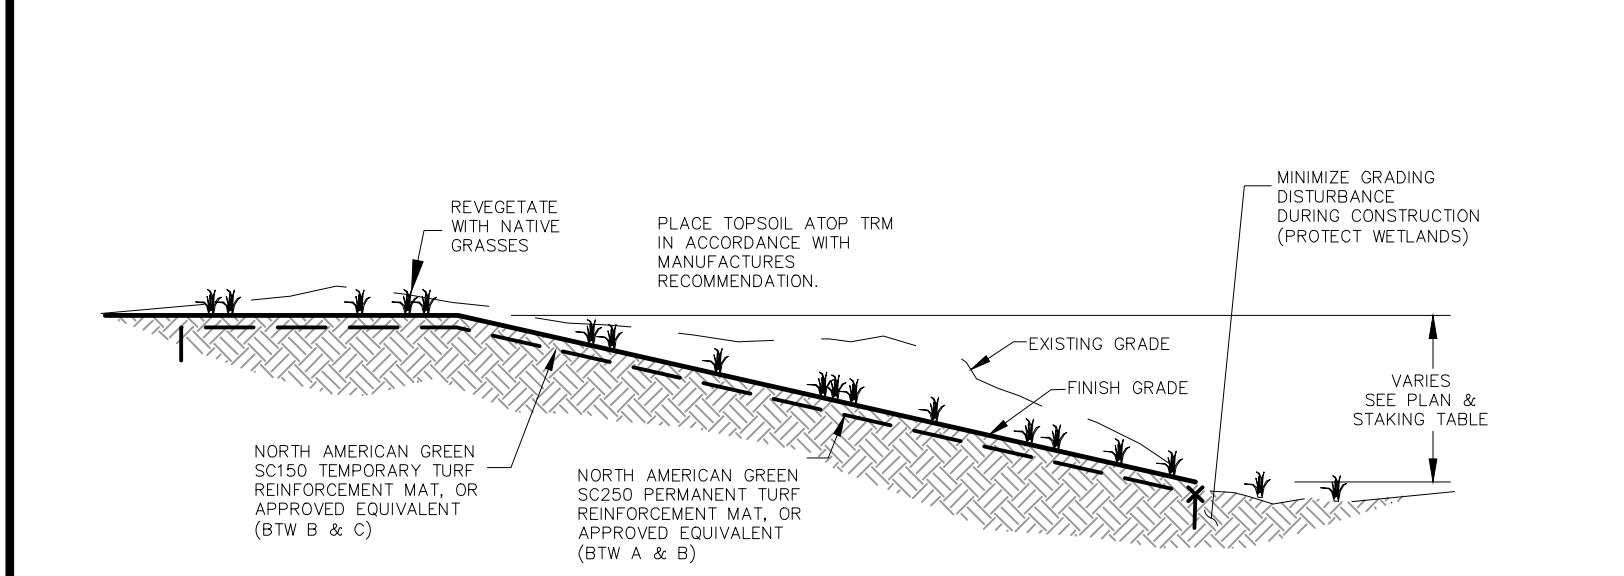 MINIMIZE GRADING
DISTURBANCE
DURING CONSTRUCTION
(PROTECT WETLANDS)
REVEGETATE
WITH NATIVE
GRASSES
PLACE TOPSOIL ATOP TRM
IN ACCORDANCE WITH
MANUFACTURES
RECOMMENDATION.
EXISTING GRADE
FINISH GRADE
VARIES
SEE PLAN &
STAKING TABLE
NORTH AMERICAN GREEN
SC150 TEMPORARY TURF
REINFORCEMENT MAT, OR
APPROVED EQUIVALENT
(BTW B & C)
NORTH AMERICAN GREEN
SC250 PERMANENT TURF
REINFORCEMENT MAT, OR
APPROVED EQUIVALENT
(BTW A & B)